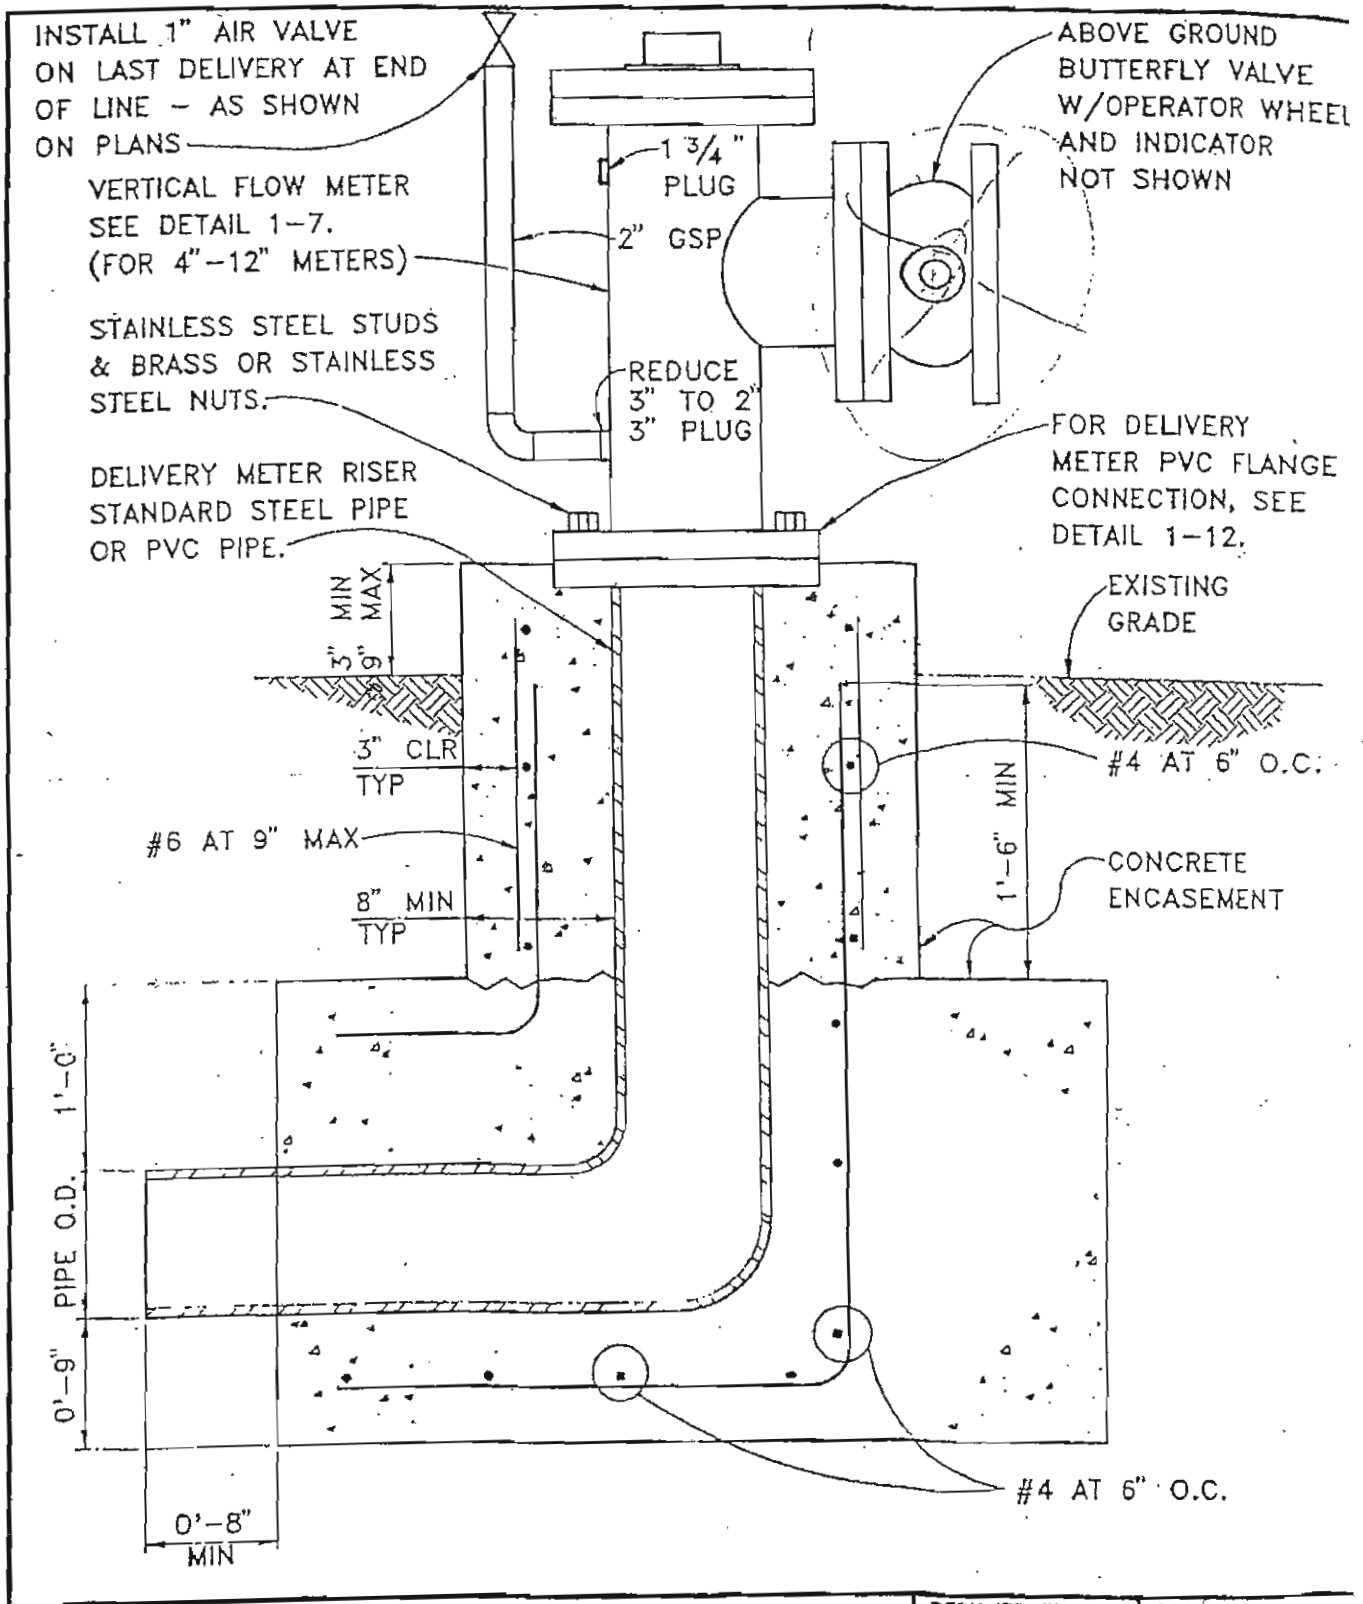 INSTALL 1" AIR VALVE
ON LAST DELIVERY AT END
OF LINE - AS SHOWN
ON PLANS
ABOVE GROUND
BUTTERFLY VALVE
W/OPERATOR WHEEL
AND INDICATOR
NOT SHOWN
1 3/4"
PLUG
VERTICAL FLOW METER
SEE DETAIL 1-7.
(FOR 4"-12" METERS)
2" GSP
STAINLESS STEEL STUDS
& BRASS OR STAINLESS
STEEL NUTS.
REDUCE
3" TO 2"
3" PLUG
FOR DELIVERY
METER PVC FLANGE
CONNECTION, SEE
DETAIL 1-12.
DELIVERY METER RISER
STANDARD STEEL PIPE
OR PVC PIPE.
3" MIN
9" MAX
EXISTING
GRADE
3" CLR
TYP
#4 AT 6" O.C.
#6 AT 9" MAX
1'-6" MIN
CONCRETE
ENCASEMENT
8" MIN
TYP
1'-0"
PIPE O.D.
0'-9"
#4 AT 6" O.C.
0'-8"
MIN